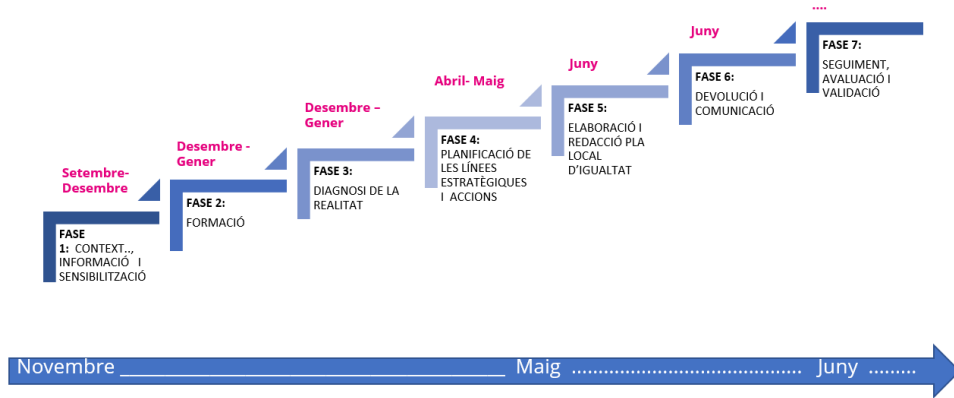 Setembre-
Desembre
FASE
1: CONTEXT..,
INFORMACIÓ I
SENSIBILITZACIÓ
Desembre -
Gener
FASE 2:
FORMACIÓ
Desembre –
Gener
FASE 3:
DIAGNOSI DE LA
REALITAT
Abril- Maig
FASE 4:
PLANIFICACIÓ DE
LES LÍNEES
ESTRATÈGIQUES
I ACCIONS
Juny
FASE 5:
ELABORACIÓ I
REDACCIÓ PLA
LOCAL
D'IGUALTAT
Juny
FASE 6:
DEVOLUCIÓ I
COMUNICACIÓ
....
FASE 7:
SEGUIMENT,
AVALUACIÓ I
VALIDACIÓ
Novembre ______________________________________ Maig ........................................... Juny .........